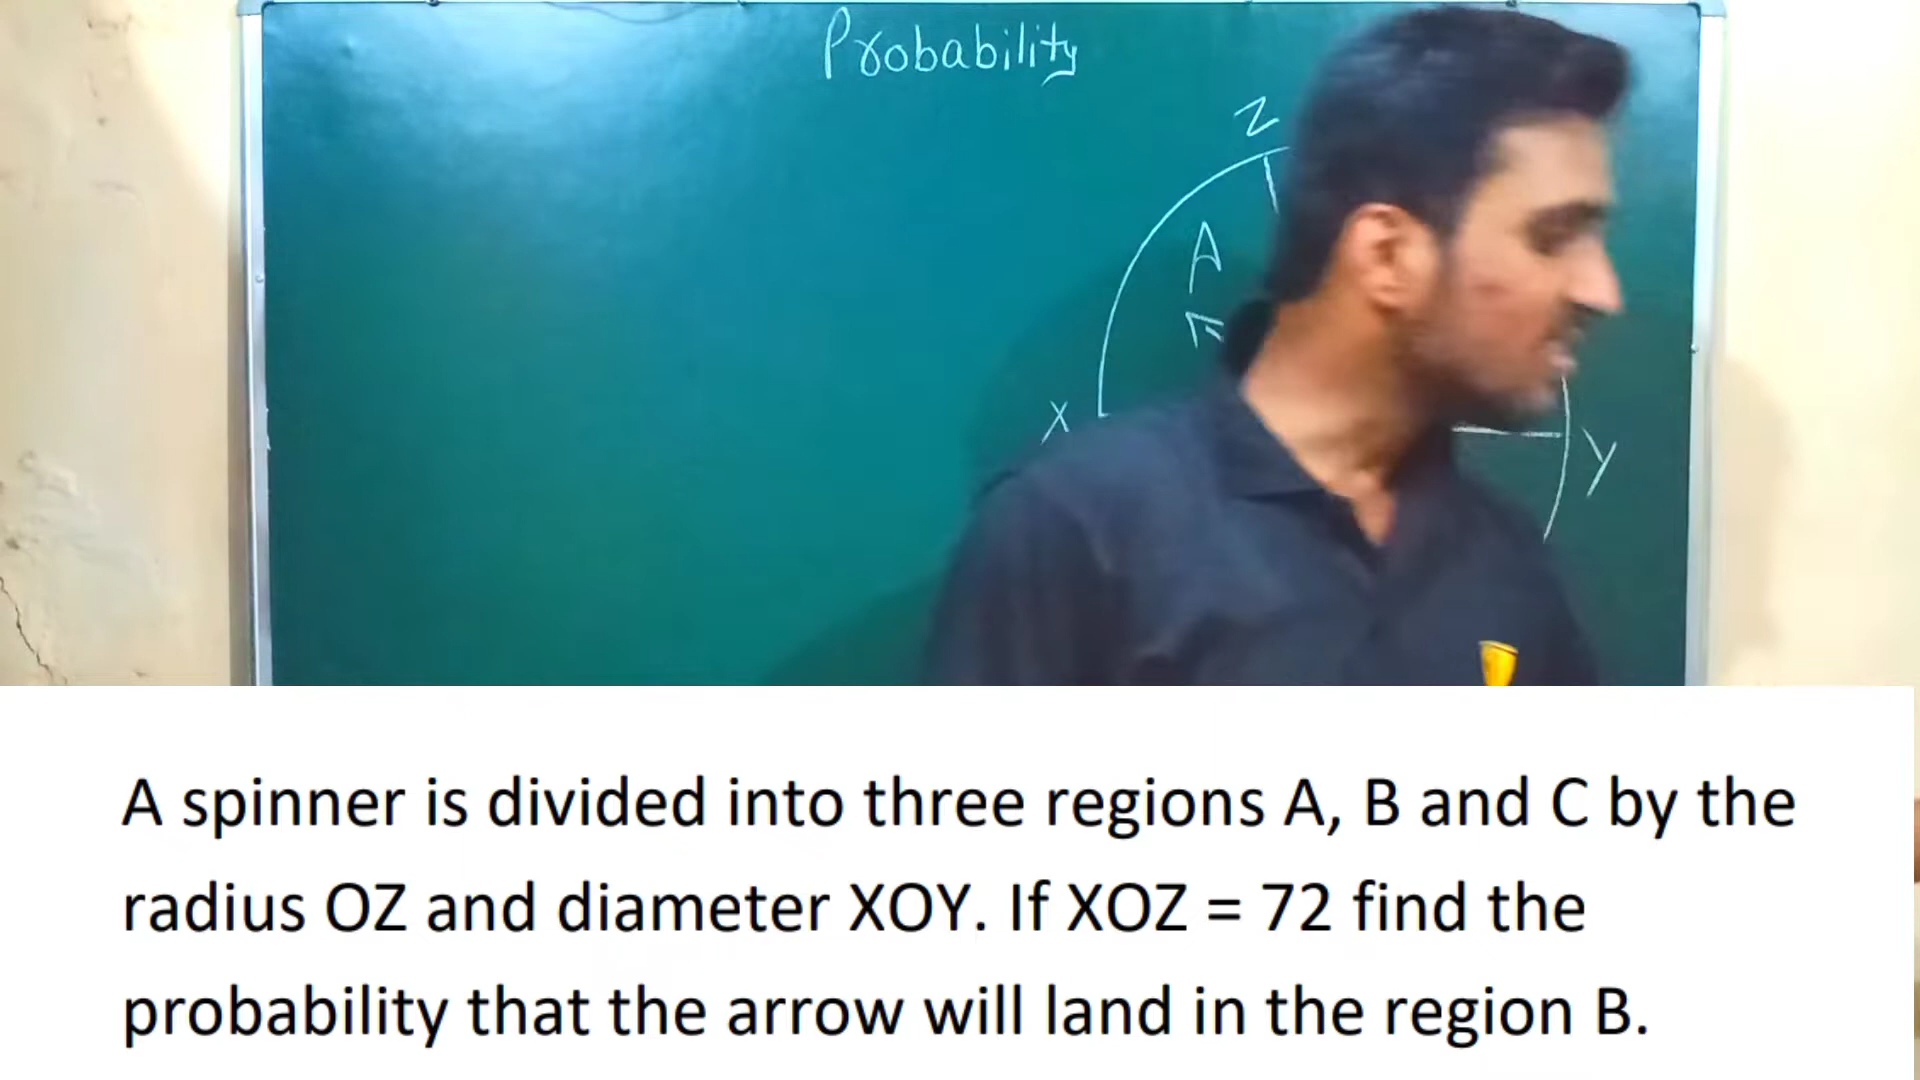 Probability
Z
A
X
Y
A spinner is divided into three regions A, B and C by the
radius OZ and diameter XOY. If XOZ = 72 find the
probability that the arrow will land in the region B.